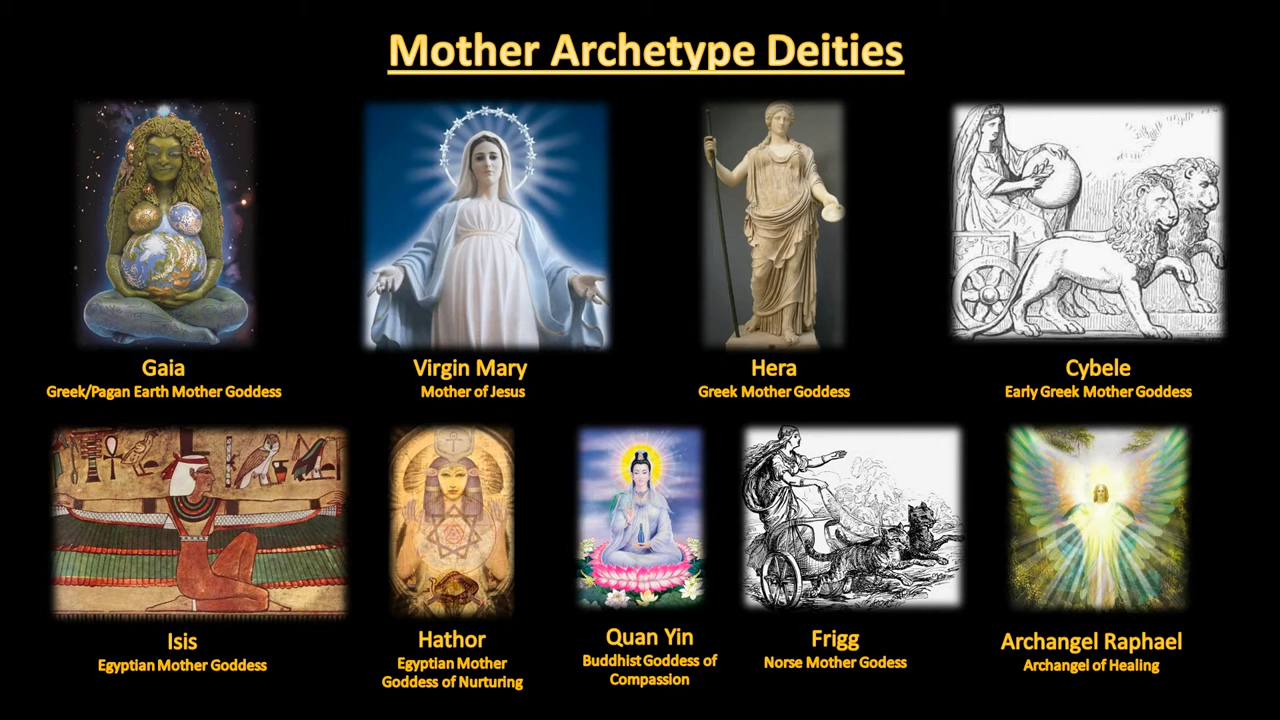 Mother Archetype Deities
Gaia
Greek/Pagan Earth Mother Goddess
Virgin Mary
Mother of Jesus
Hera
Greek Mother Goddess
Cybele
Early Greek Mother Goddess
Isis
Egyptian Mother Goddess
Hathor
Egyptian Mother
Goddess of Nurturing
Quan Yin
Buddhist Goddess of
Compassion
Frigg
Norse Mother Godess
Archangel Raphael
Archangel of Healing